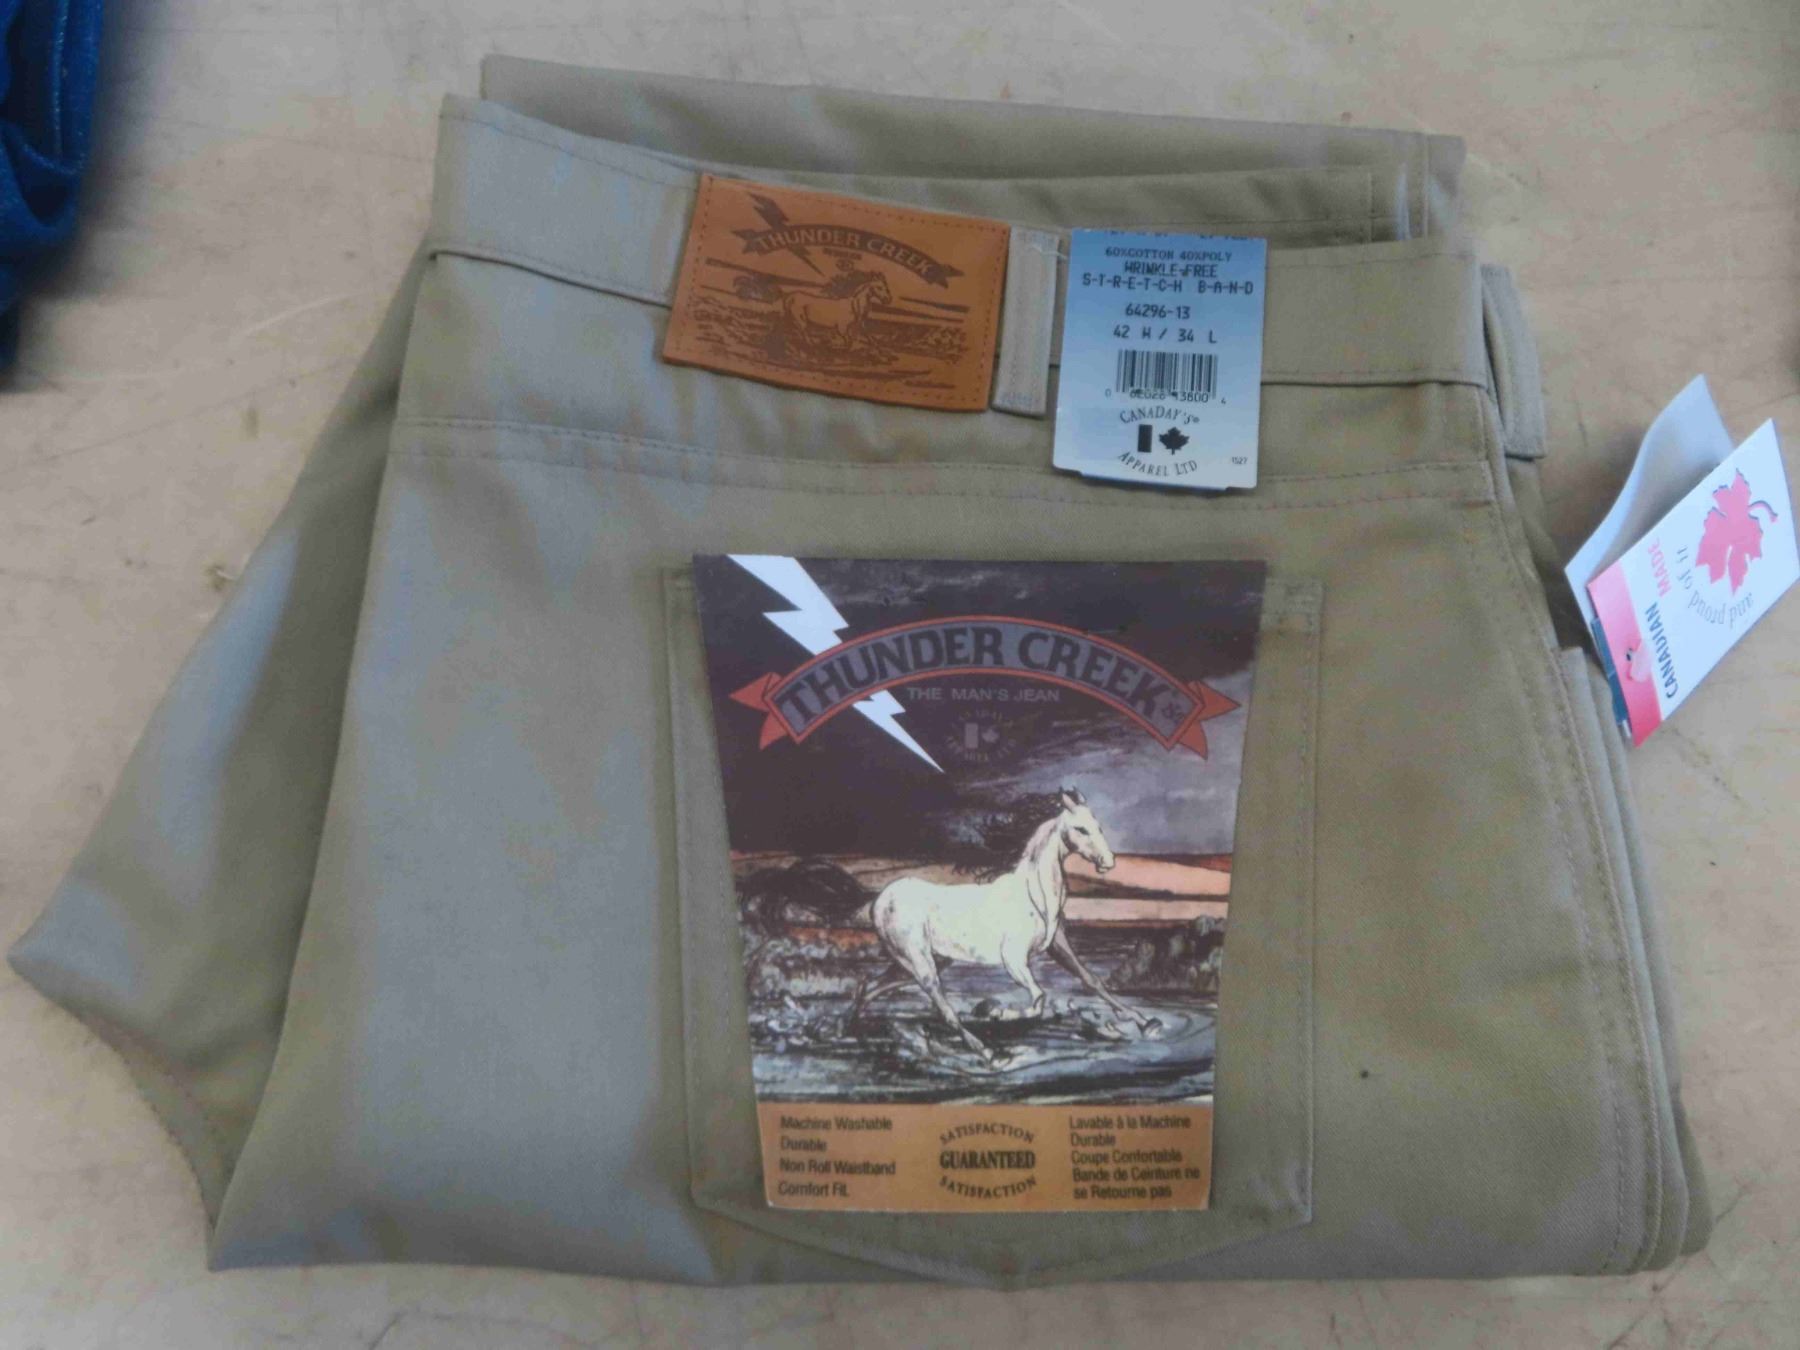 THUNDER CREEK
60%COTTON 40%POLY
WRINKLE-FREE
S-T-R-E-T-C-H B-A-N-D
64296-13
42 W / 34 L
CANADAY'S
APPAREL LTD
1527
CANADIAN
MADE
and proud of it
THUNDER CREEK
THE MAN'S JEAN
Machine Washable
Durable
Non Roll Waistband
Comfort Fit.
SATISFACTION
GUARANTEED
SATISFACTION
Lavable à la Machine
Durable
Coupe Confortable
Bande de Ceinture ne
se Retourne pas